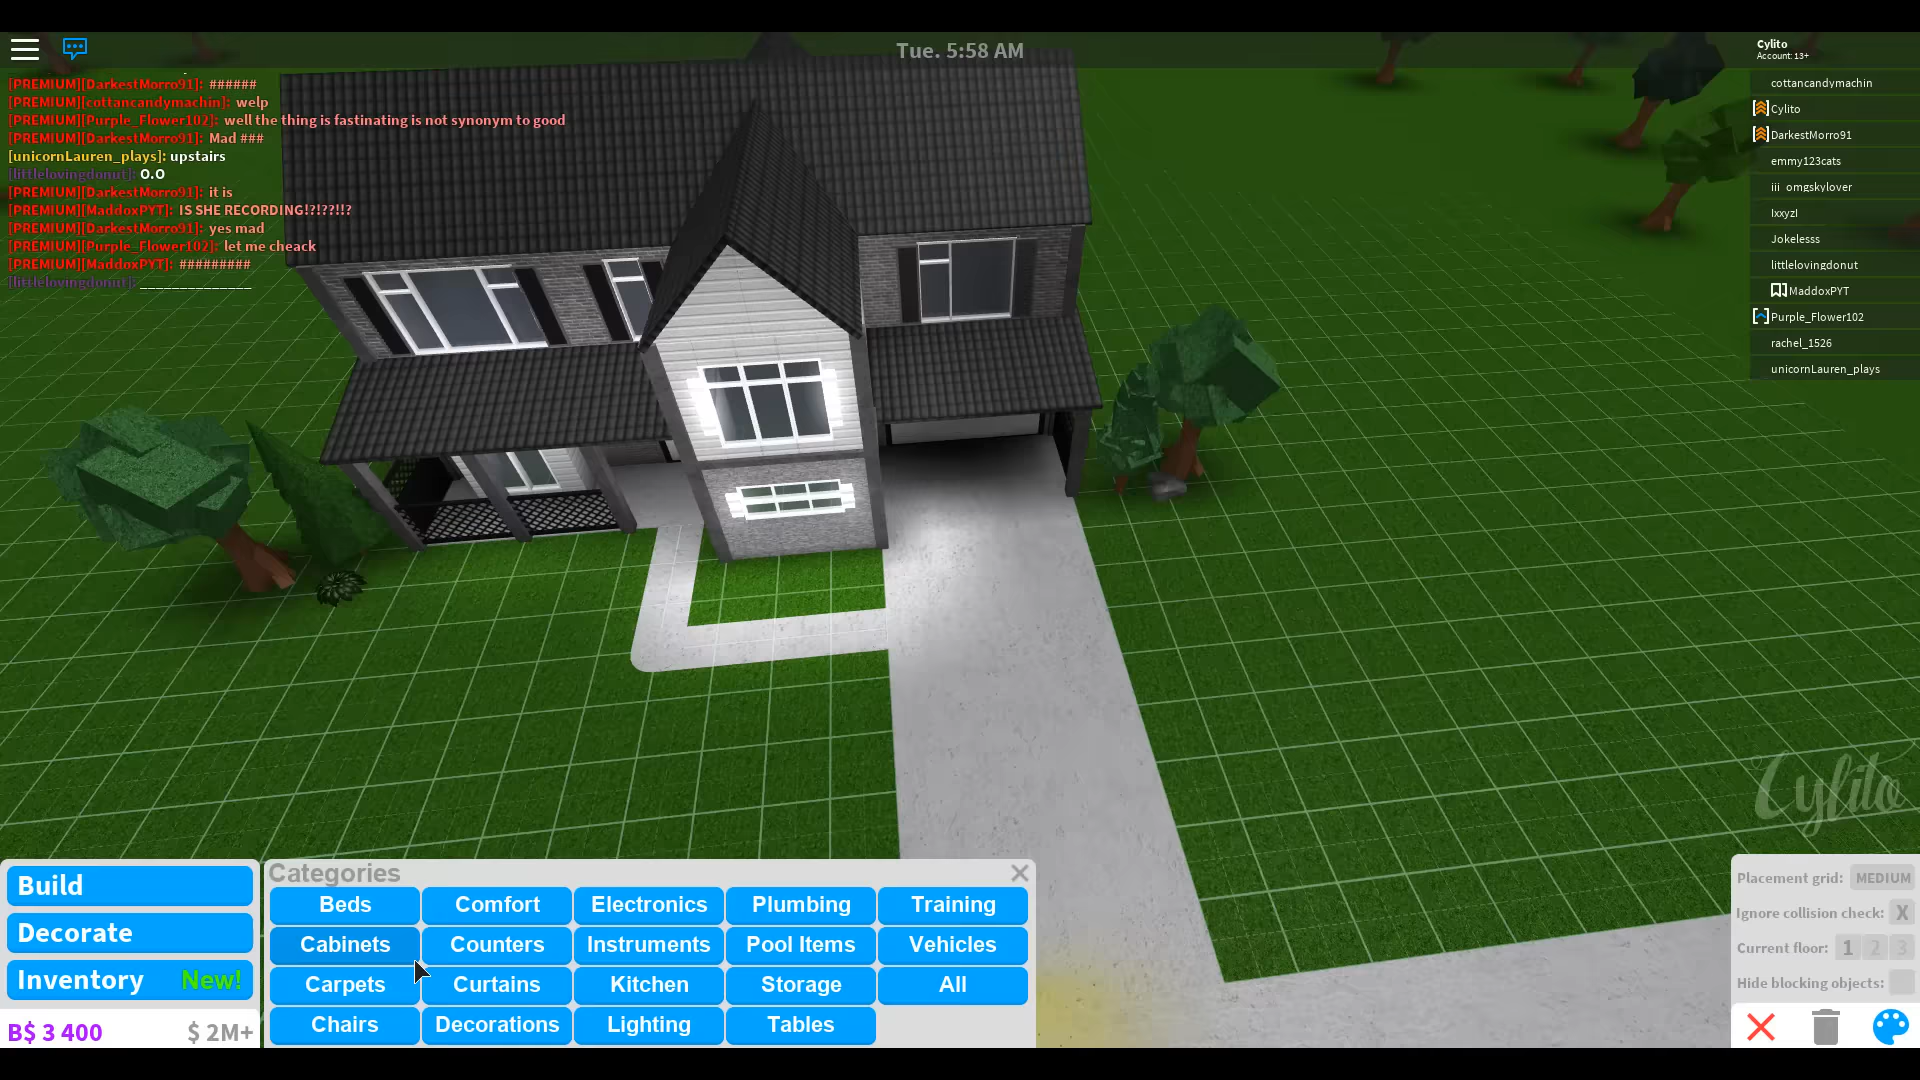 Tue. 5:58 AM
Cylito
Account: 13+
[PREMIUM][DarkestMorro91]: ######
[PREMIUM][cottancandymachin]: welp
[PREMIUM][Purple_Flower102]: well the thing is fastinating is not synonym to good
[PREMIUM][DarkestMorro91]: Mad ###
[unicornLauren_plays]: upstairs
[littlelovingdonut]: O.O
[PREMIUM][DarkestMorro91]: it is
[PREMIUM][MaddoxPYT]: IS SHE RECORDING!?!??!!?
[PREMIUM][DarkestMorro91]: yes mad
[PREMIUM][Purple_Flower102]: let me cheack
[PREMIUM][MaddoxPYT]: #########
[littlelovingdonut]: ______________
cottancandymachin
Cylito
DarkestMorro91
emmy123cats
iii_omgskylover
Jokelesss
littlelovingdonut
MaddoxPYT
Purple_Flower102
rachel_1526
unicornLauren_plays
Cylito
Build
Decorate
Inventory New!
B$ 3 400 $ 2M+
Categories
Beds Comfort Electronics Plumbing Training
Cabinets Counters Instruments Pool Items Vehicles
Carpets Curtains Kitchen Storage All
Chairs Decorations Lighting Tables
Placement grid: MEDIUM
Ignore collision check: X
Current floor: 1 2 3
Hide blocking objects: